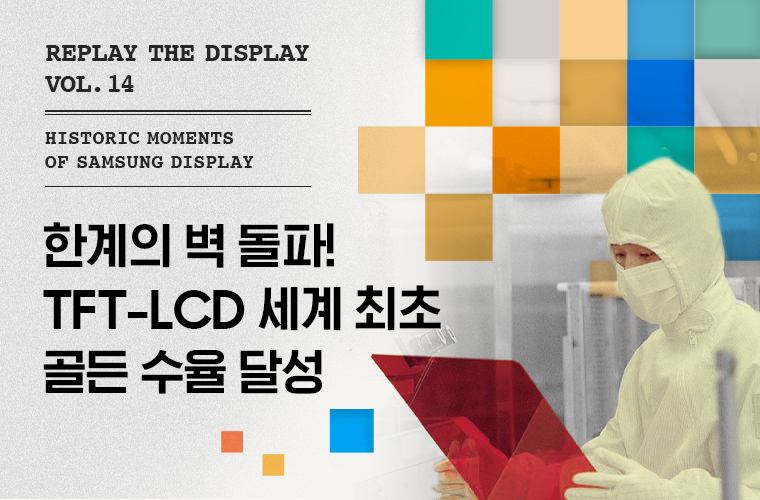 REPLAY THE DISPLAY
VOL. 14
HISTORIC MOMENTS
OF SAMSUNG DISPLAY
한계의 벽 돌파!
TFT-LCD 세계 최초
골든 수율 달성